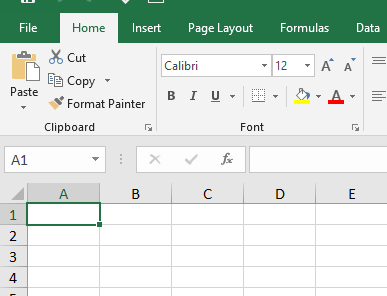 File Home Insert Page Layout Formulas Data
Cut
Copy
Format Painter
Paste
Clipboard
Calibri 12 A A
B I U A
Font
A1 fx
A B C D E
1
2
3
4